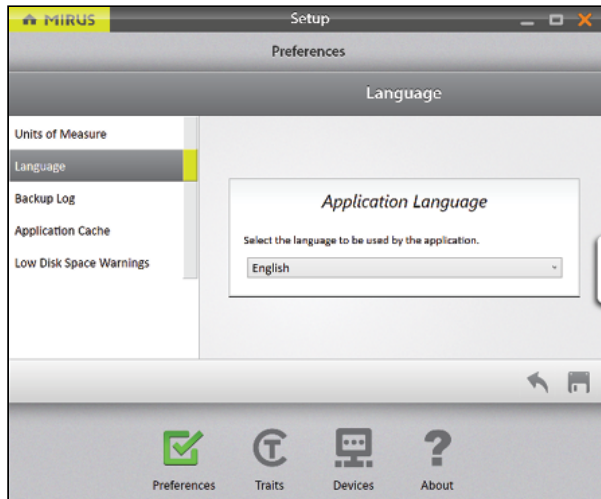 MIRUS
Setup
Preferences
Language
Units of Measure
Language
Backup Log
Application Cache
Low Disk Space Warnings
Application Language
Select the language to be used by the application.
English
Preferences
Traits
Devices
About